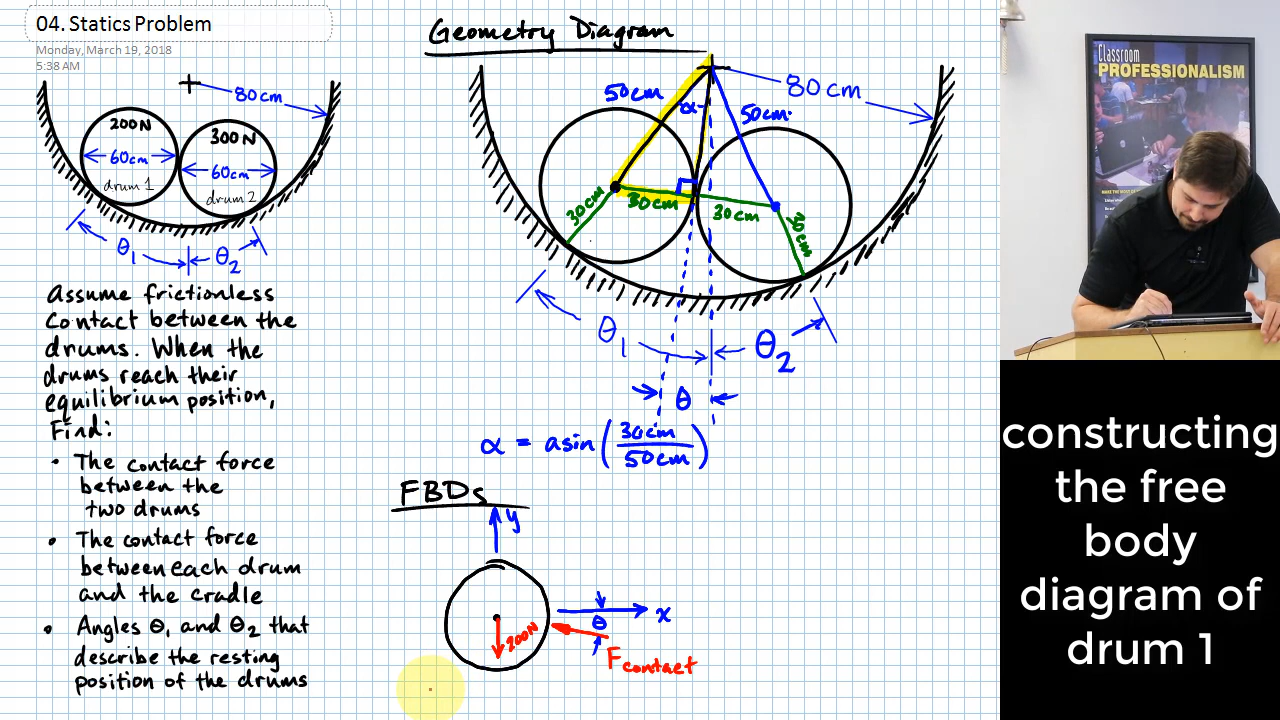 04. Statics Problem
Monday, March 19, 2018
5:38 AM
80cm
200N
300N
60cm
60cm
drum 1
drum 2
θ₁
θ₂
Assume frictionless
Contact between the
drums. When the
drums reach their
equilibrium position,
Find:
• The contact force
between the
two drums
• The contact force
between each drum
and the cradle
• Angles θ₁ and θ₂ that
describe the resting
position of the drums
Geometry Diagram
50cm
α
80cm
50cm
30cm
30cm
30cm
30cm
θ₁
θ₂
θ
α = asin(30cm/50cm)
FBDs
y
x
θ
200N
Fcontact
Classroom
PROFESSIONALISM
constructing
the free
body
diagram of
drum 1